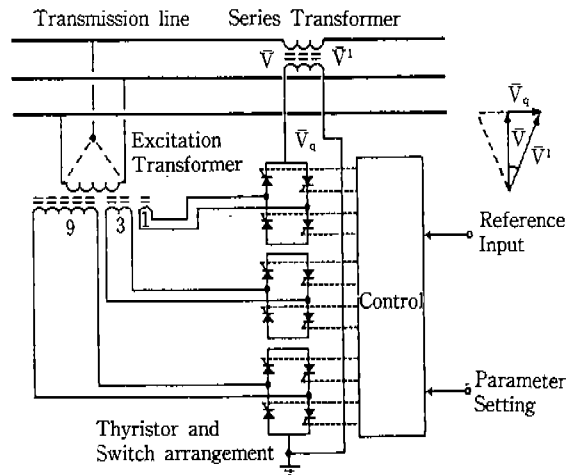 Transmission line
Series Transformer
V̄ V̄¹
V̄q
Excitation
Transformer
9 3 1
V̄q
V̄
V̄¹
Reference
Input
Control
Parameter
Setting
Thyristor and
Switch arrangement